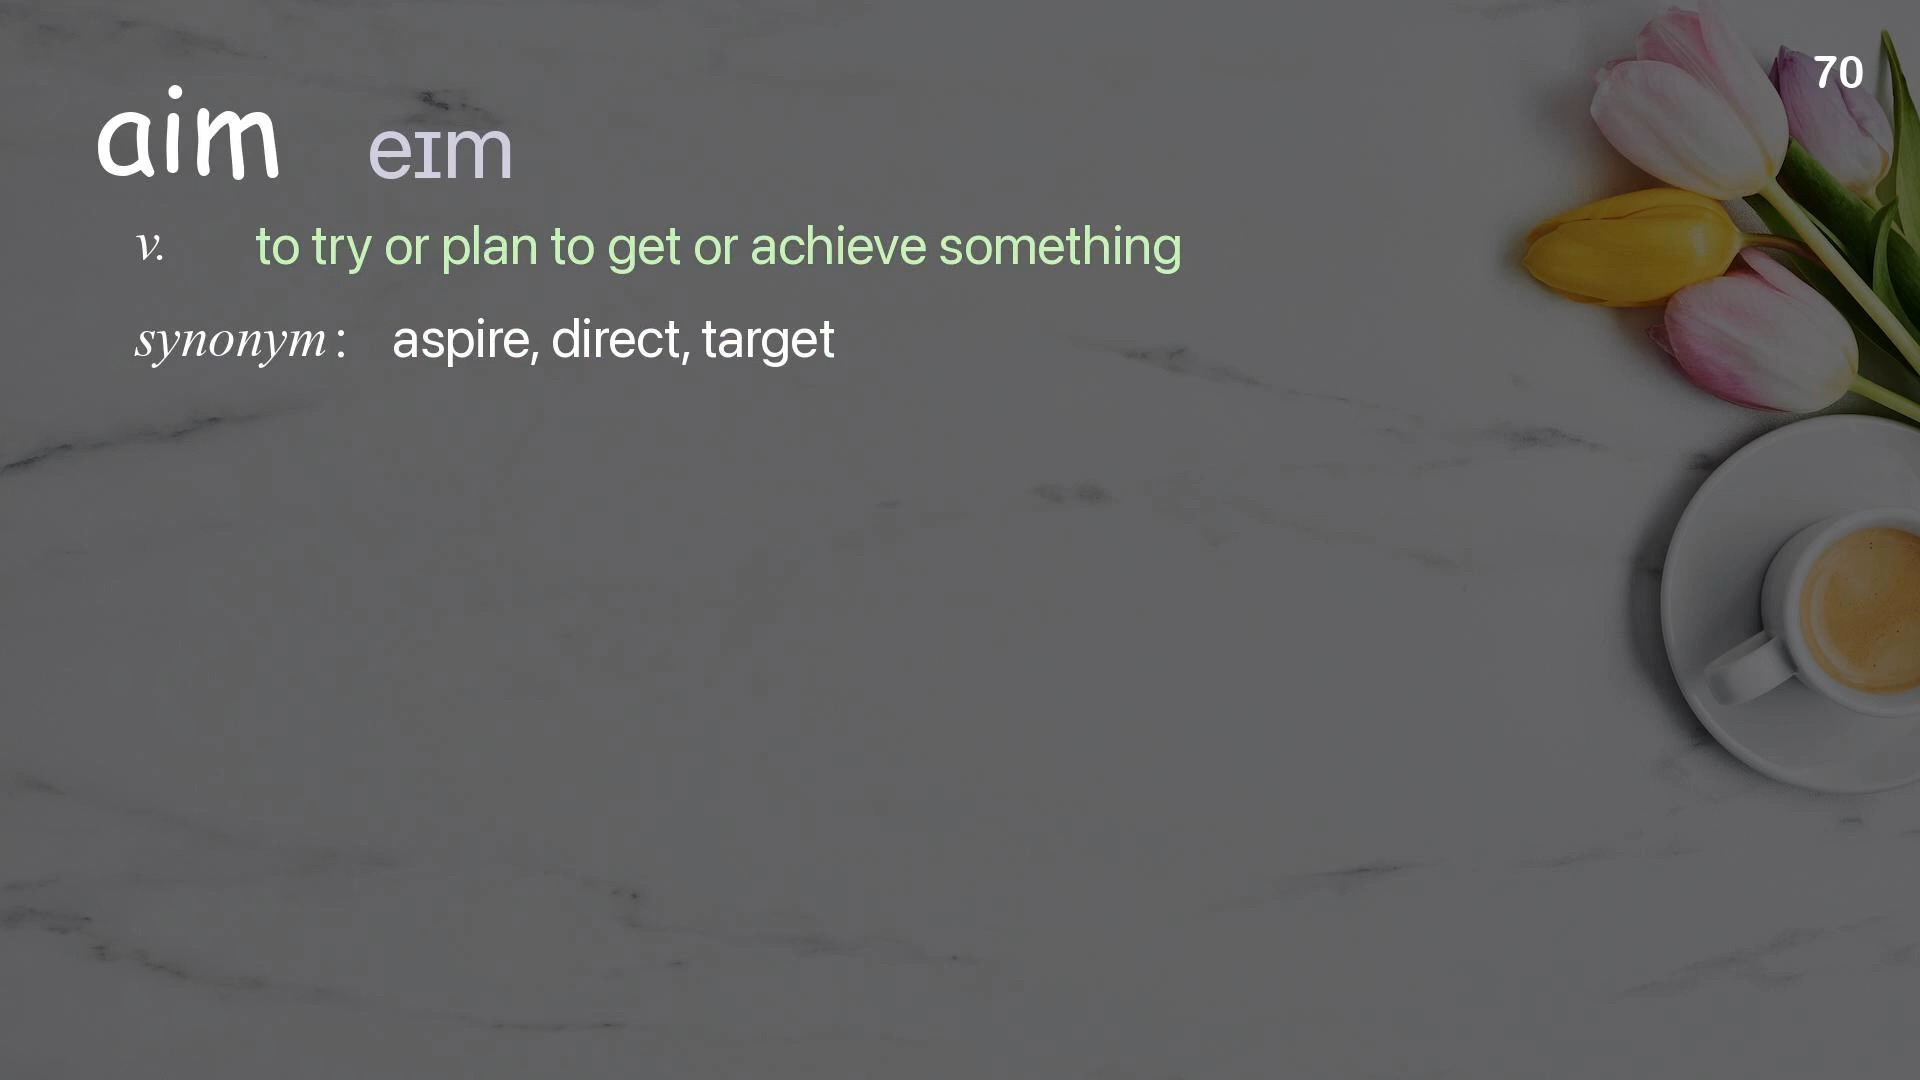 70
aim eɪm
v. to try or plan to get or achieve something
synonym: aspire, direct, target